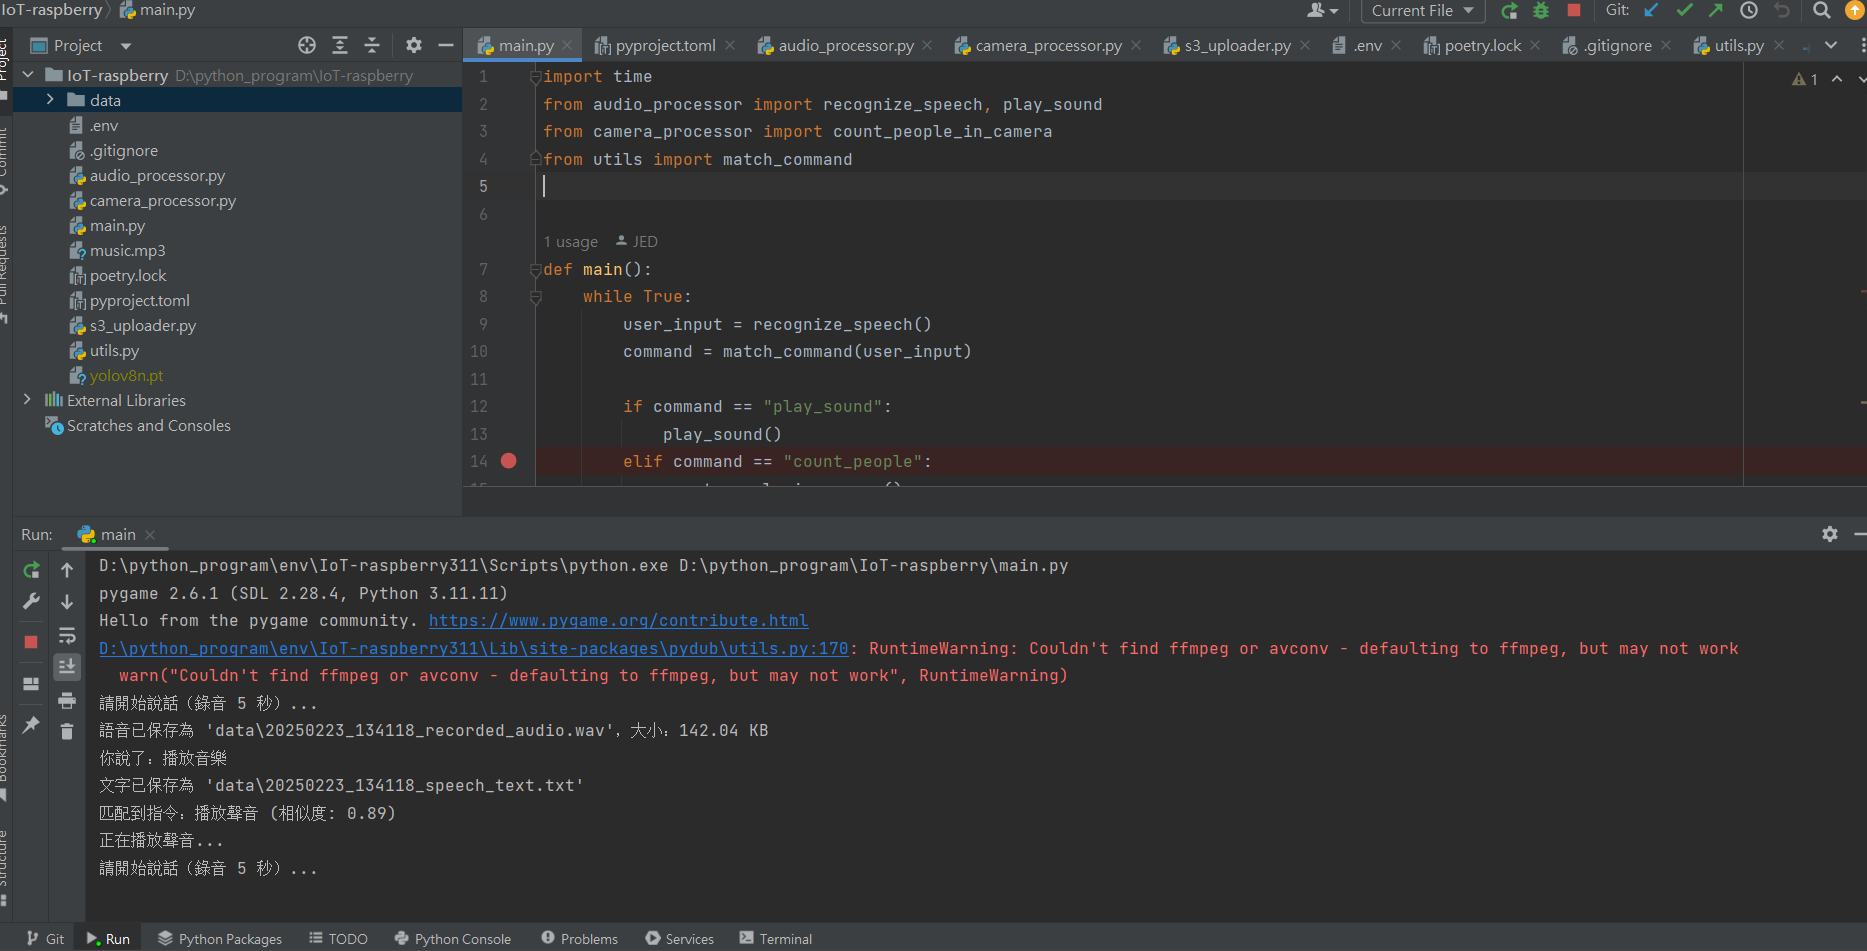 IoT-raspberry main.py
Current File Git:
Project
main.py pyproject.toml audio_processor.py camera_processor.py s3_uploader.py .env poetry.lock .gitignore utils.py
Project
Commit
Pull Requests
Bookmarks
Structure
IoT-raspberry D:\python_program\IoT-raspberry
data
.env
.gitignore
audio_processor.py
camera_processor.py
main.py
music.mp3
poetry.lock
pyproject.toml
s3_uploader.py
utils.py
yolov8n.pt
External Libraries
Scratches and Consoles
1
1 import time
2 from audio_processor import recognize_speech, play_sound
3 from camera_processor import count_people_in_camera
4 from utils import match_command
5
6
1 usage JED
7 def main():
8 while True:
9 user_input = recognize_speech()
10 command = match_command(user_input)
11
12 if command == "play_sound":
13 play_sound()
14 elif command == "count_people":
Run: main
D:\python_program\env\IoT-raspberry311\Scripts\python.exe D:\python_program\IoT-raspberry\main.py
pygame 2.6.1 (SDL 2.28.4, Python 3.11.11)
Hello from the pygame community. https://www.pygame.org/contribute.html
D:\python_program\env\IoT-raspberry311\Lib\site-packages\pydub\utils.py:170: RuntimeWarning: Couldn't find ffmpeg or avconv - defaulting to ffmpeg, but may not work
warn("Couldn't find ffmpeg or avconv - defaulting to ffmpeg, but may not work", RuntimeWarning)
請開始說話（錄音 5 秒）...
語音已保存為 'data\20250223_134118_recorded_audio.wav'，大小：142.04 KB
你說了：播放音樂
文字已保存為 'data\20250223_134118_speech_text.txt'
匹配到指令：播放聲音 (相似度: 0.89)
正在播放聲音...
請開始說話（錄音 5 秒）...
Git Run Python Packages TODO Python Console Problems Services Terminal